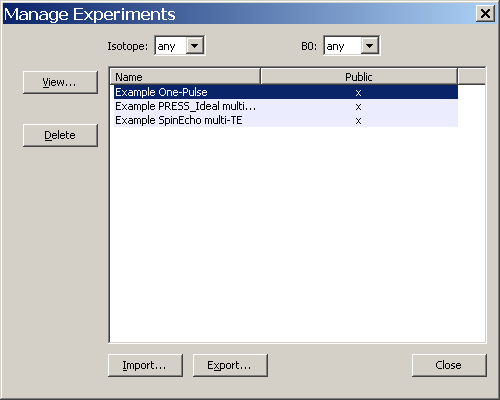 Manage Experiments
Isotope: any B0: any
View...
Name Public
Example One-Pulse x
Example PRESS_Ideal multi... x
Example SpinEcho multi-TE x
Delete
Import... Export... Close